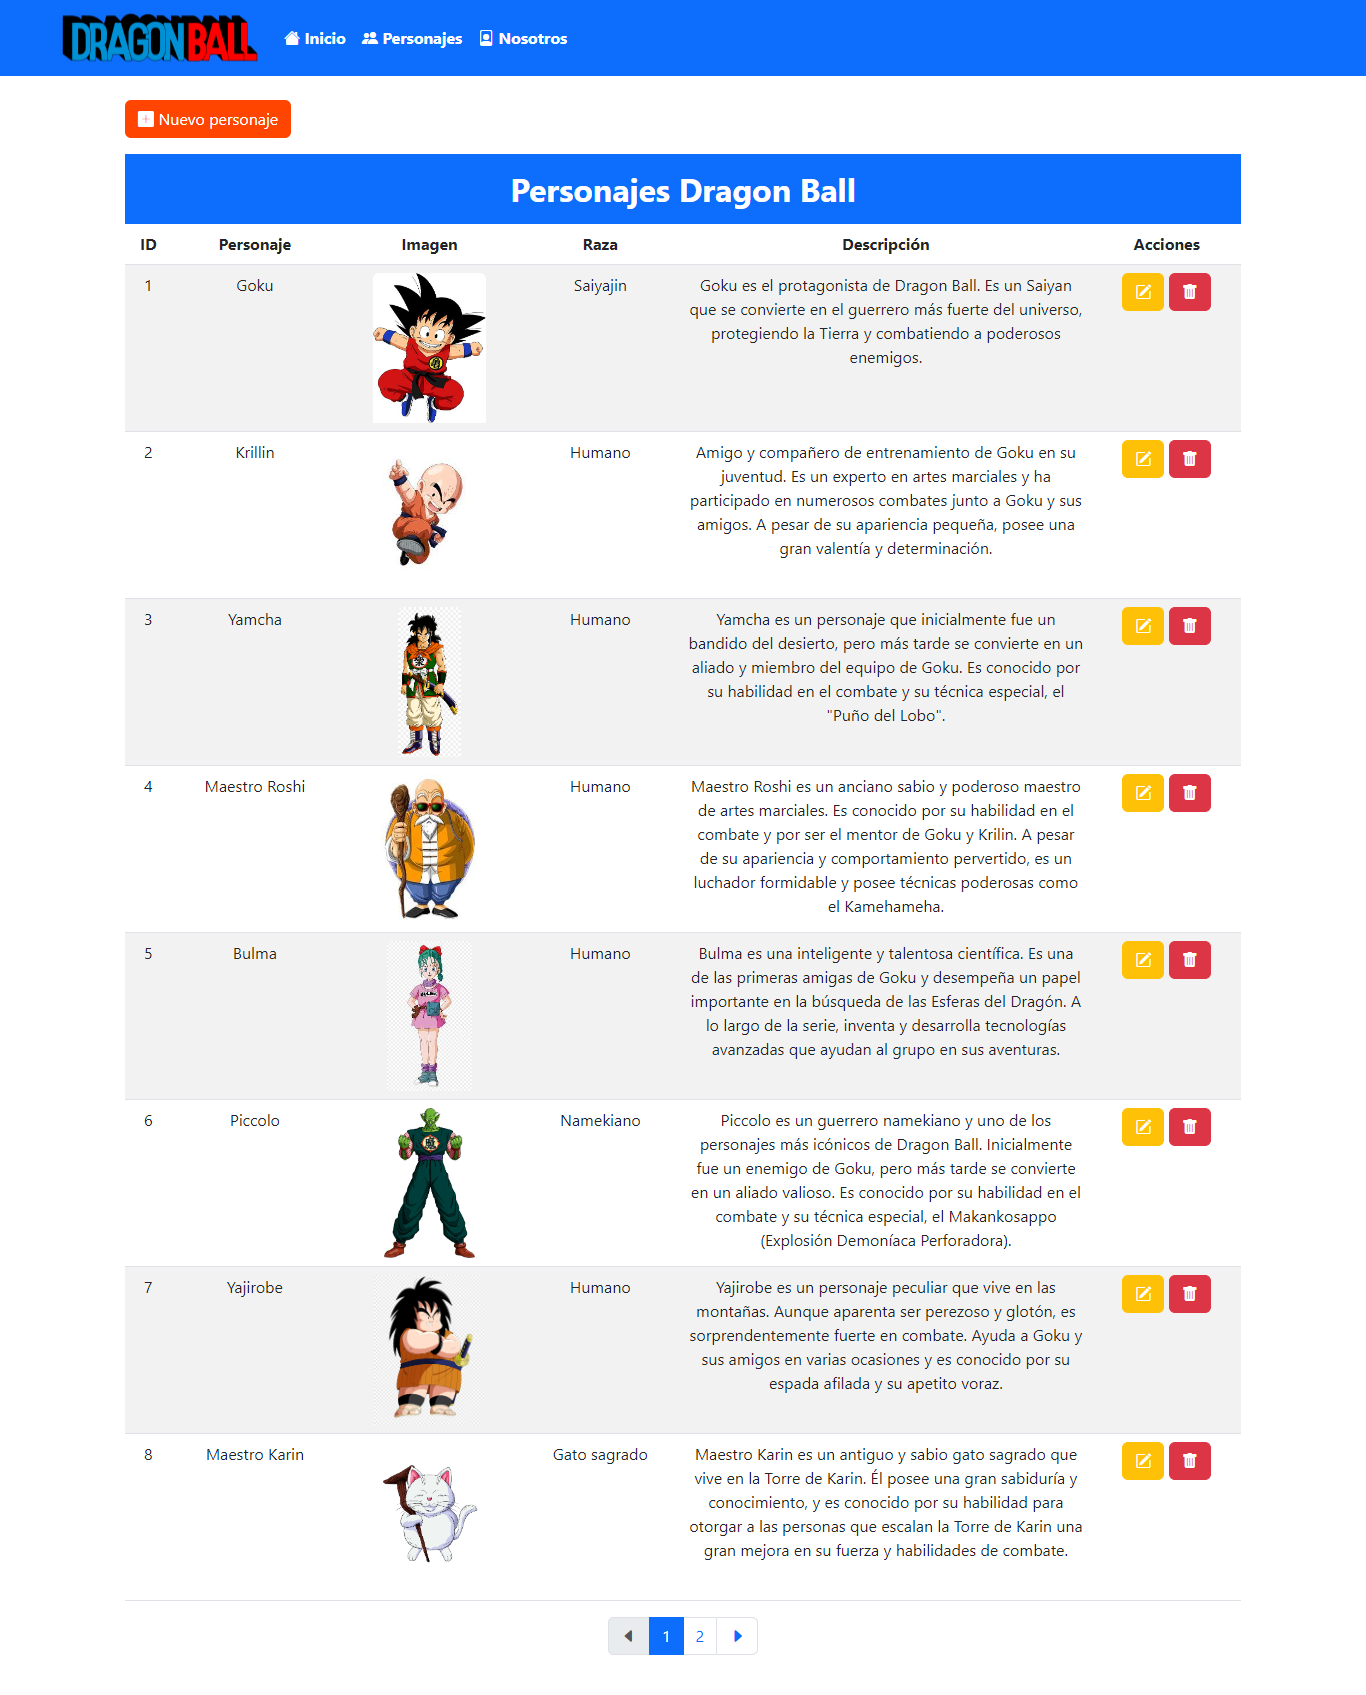 DRAGON BALL
Inicio Personajes Nosotros
Nuevo personaje
Personajes Dragon Ball
ID Personaje Imagen Raza Descripción Acciones
1 Goku Saiyajin Goku es el protagonista de Dragon Ball. Es un Saiyan
que se convierte en el guerrero más fuerte del universo,
protegiendo la Tierra y combatiendo a poderosos
enemigos.
2 Krillin Humano Amigo y compañero de entrenamiento de Goku en su
juventud. Es un experto en artes marciales y ha
participado en numerosos combates junto a Goku y sus
amigos. A pesar de su apariencia pequeña, posee una
gran valentía y determinación.
3 Yamcha Humano Yamcha es un personaje que inicialmente fue un
bandido del desierto, pero más tarde se convierte en un
aliado y miembro del equipo de Goku. Es conocido por
su habilidad en el combate y su técnica especial, el
"Puño del Lobo".
4 Maestro Roshi Humano Maestro Roshi es un anciano sabio y poderoso maestro
de artes marciales. Es conocido por su habilidad en el
combate y por ser el mentor de Goku y Krilin. A pesar
de su apariencia y comportamiento pervertido, es un
luchador formidable y posee técnicas poderosas como
el Kamehameha.
5 Bulma Humano Bulma es una inteligente y talentosa científica. Es una
de las primeras amigas de Goku y desempeña un papel
importante en la búsqueda de las Esferas del Dragón. A
lo largo de la serie, inventa y desarrolla tecnologías
avanzadas que ayudan al grupo en sus aventuras.
6 Piccolo Namekiano Piccolo es un guerrero namekiano y uno de los
personajes más icónicos de Dragon Ball. Inicialmente
fue un enemigo de Goku, pero más tarde se convierte
en un aliado valioso. Es conocido por su habilidad en el
combate y su técnica especial, el Makankosappo
(Explosión Demoníaca Perforadora).
7 Yajirobe Humano Yajirobe es un personaje peculiar que vive en las
montañas. Aunque aparenta ser perezoso y glotón, es
sorprendentemente fuerte en combate. Ayuda a Goku y
sus amigos en varias ocasiones y es conocido por su
espada afilada y su apetito voraz.
8 Maestro Karin Gato sagrado Maestro Karin es un antiguo y sabio gato sagrado que
vive en la Torre de Karin. Él posee una gran sabiduría y
conocimiento, y es conocido por su habilidad para
otorgar a las personas que escalan la Torre de Karin una
gran mejora en su fuerza y habilidades de combate.
1 2